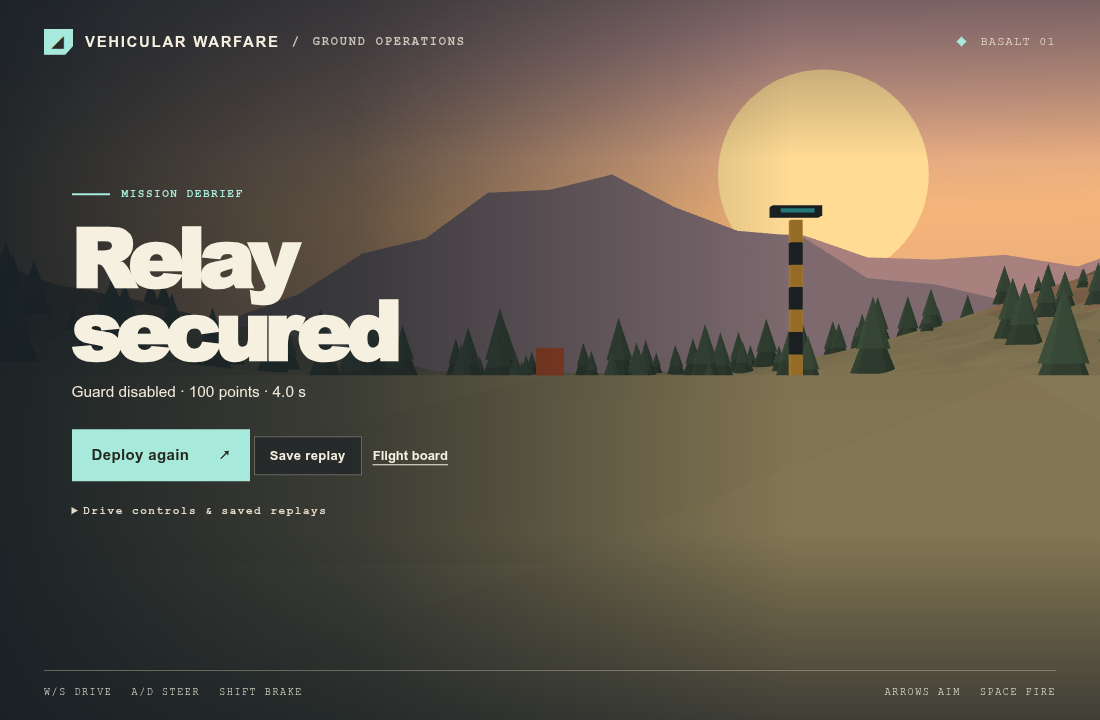 VEHICULAR WARFARE / GROUND OPERATIONS
BASALT 01
MISSION DEBRIEF
Relay
secured
Guard disabled · 100 points · 4.0 s
Deploy again ↗
Save replay
Flight board
Drive controls & saved replays
W/S DRIVE A/D STEER SHIFT BRAKE
ARROWS AIM SPACE FIRE